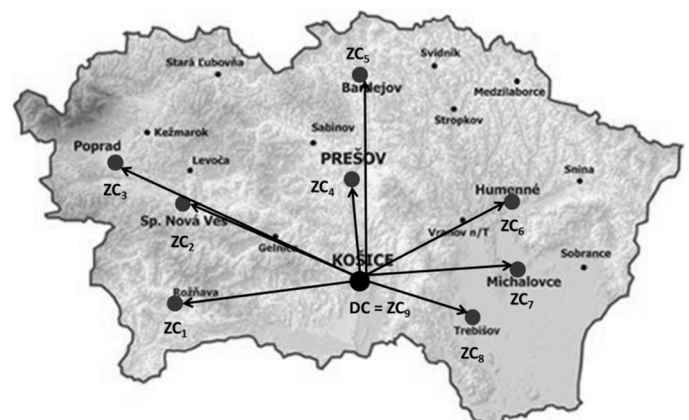 ZC5
Svidník
Stará Ľubovňa
Bardejov
Medzilaborce
Stropkov
Kežmarok
Sabinov
Poprad
PREŠOV
Levoča
Snina
ZC3
ZC4
Humenné
Sp. Nová Ves
Vranov n/T
ZC6
ZC2
Gelnica
Sobrance
KOŠICE
Michalovce
Rožňava
ZC7
DC = ZC9
ZC1
Trebišov
ZC8